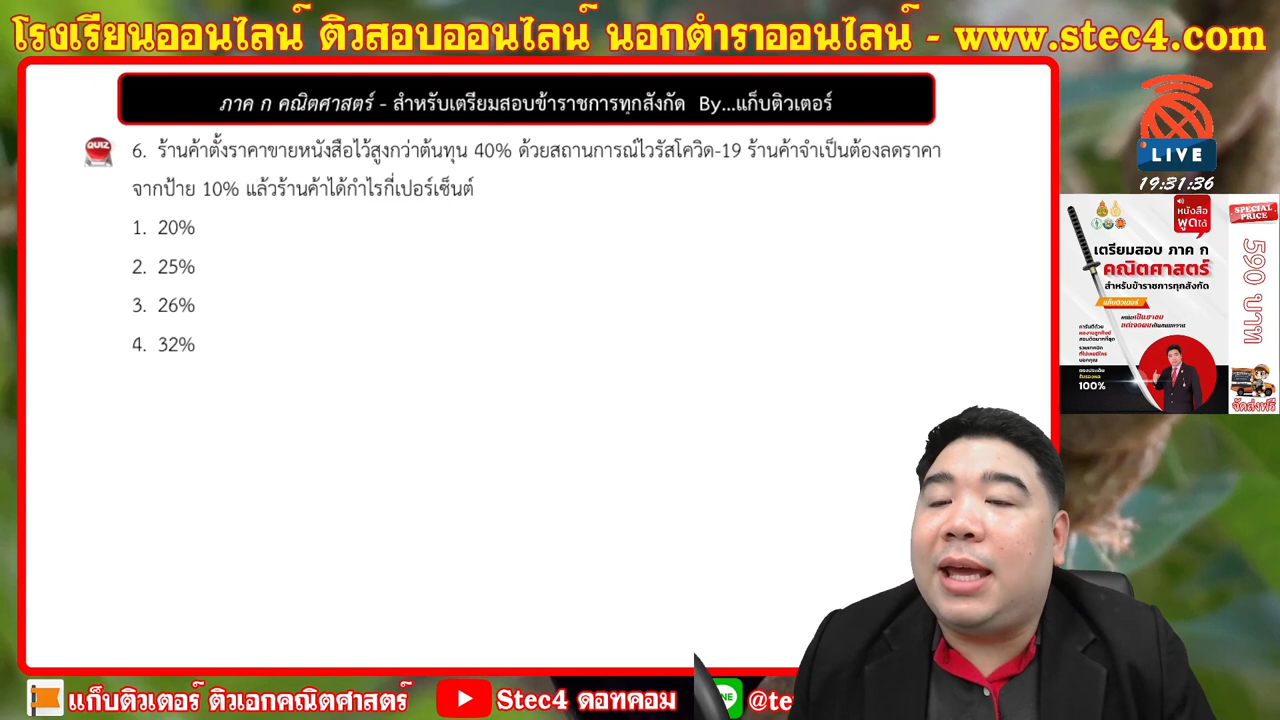 โรงเรียนออนไลน์ ติวสอบออนไลน์ นอกตำราออนไลน์ - www.stec4.com
ภาค ก คณิตศาสตร์ - สำหรับเตรียมสอบข้าราชการทุกสังกัด By...แก็บติวเตอร์
QUIZ
6. ร้านค้าตั้งราคาขายหนังสือไว้สูงกว่าต้นทุน 40% ด้วยสถานการณ์ไวรัสโควิด-19 ร้านค้าจำเป็นต้องลดราคา
จากป้าย 10% แล้วร้านค้าได้กำไรกี่เปอร์เซ็นต์
1. 20%
2. 25%
3. 26%
4. 32%
LIVE
19:31:36
หนังสือ
พูดได้
SPECIAL
PRICE
เตรียมสอบ ภาค ก
คณิตศาสตร์
สำหรับข้าราชการทุกสังกัด
แก็บติวเตอร์
100%
590 บาท
จัดส่งฟรี
แก็บติวเตอร์ ติวเอกคณิตศาสตร์
Stec4 ดอทคอม
@te